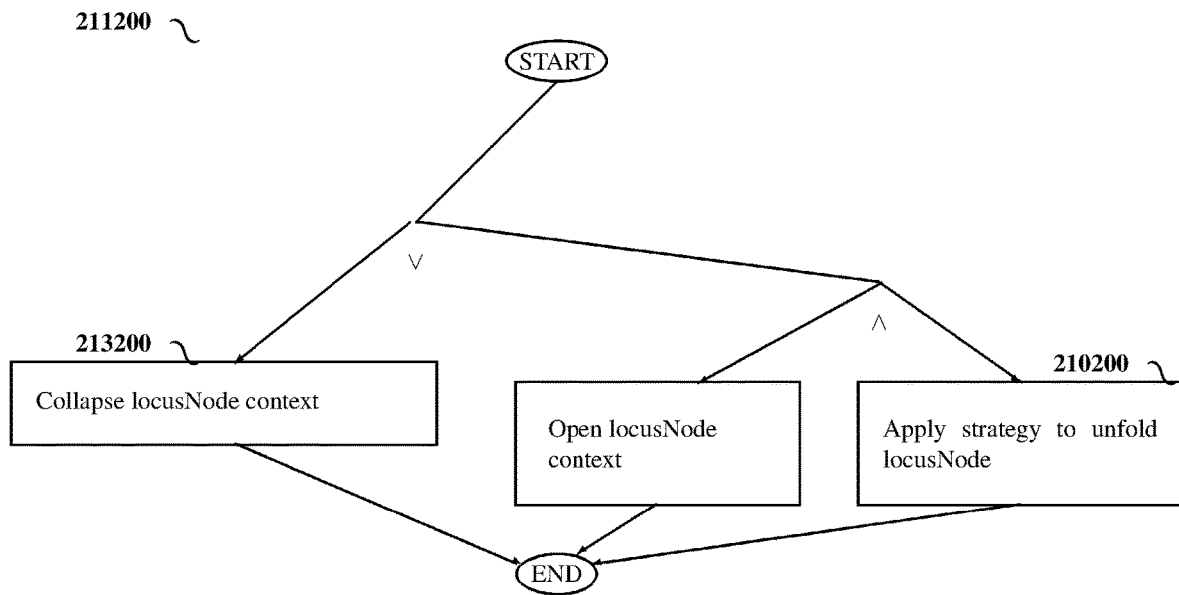 211200
START
∨
∧
213200
210200
Collapse locusNode context
Open locusNode
context
Apply strategy to unfold
locusNode
END